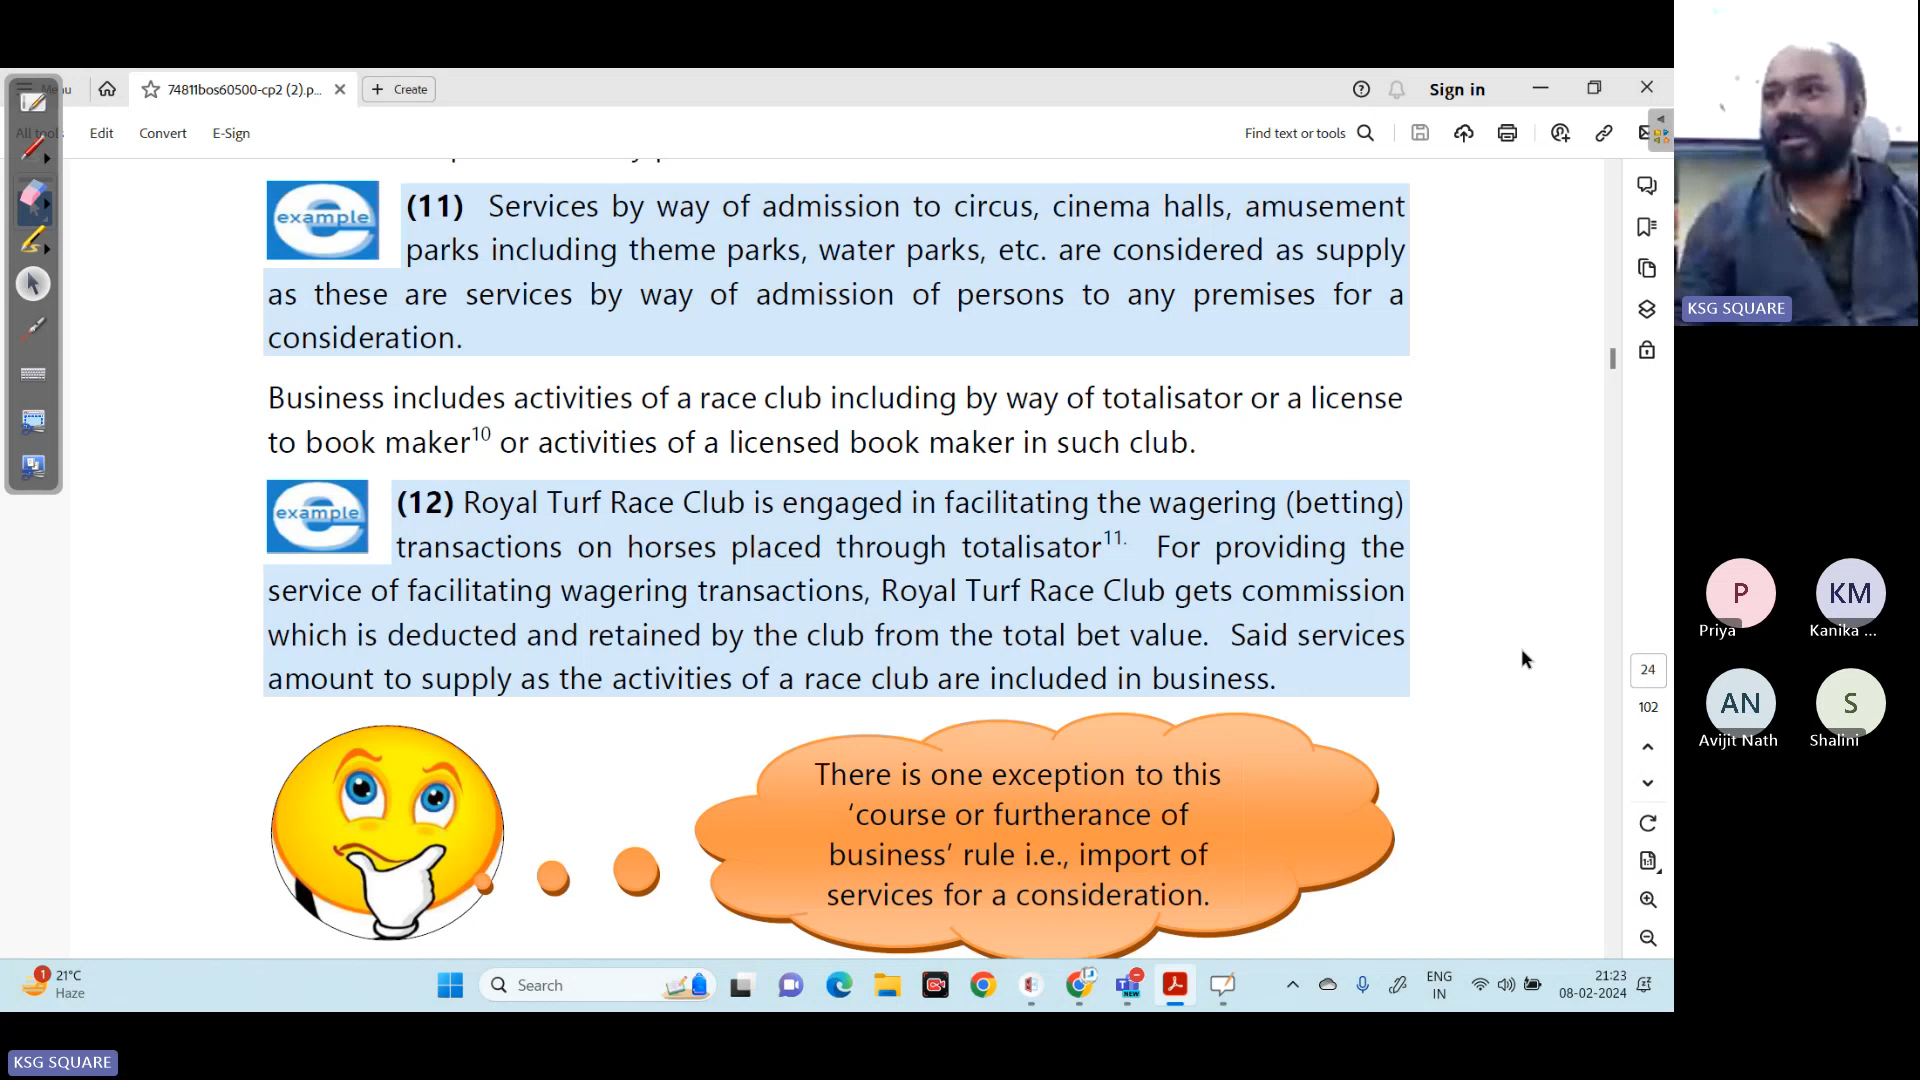 Menu
74811bos60500-cp2 (2).p...
Create
Sign in
All tools
Edit
Convert
E-Sign
Find text or tools
example
(11) Services by way of admission to circus, cinema halls, amusement
parks including theme parks, water parks, etc. are considered as supply
as these are services by way of admission of persons to any premises for a
consideration.
Business includes activities of a race club including by way of totalisator or a license
to book maker10 or activities of a licensed book maker in such club.
example
(12) Royal Turf Race Club is engaged in facilitating the wagering (betting)
transactions on horses placed through totalisator11. For providing the
service of facilitating wagering transactions, Royal Turf Race Club gets commission
which is deducted and retained by the club from the total bet value. Said services
amount to supply as the activities of a race club are included in business.
There is one exception to this
‘course or furtherance of
business’ rule i.e., import of
services for a consideration.
24
102
KSG SQUARE
P
Priya
KM
Kanika ...
AN
Avijit Nath
S
Shalini
1
21°C
Haze
Search
NEW
ENG
IN
21:23
08-02-2024
KSG SQUARE